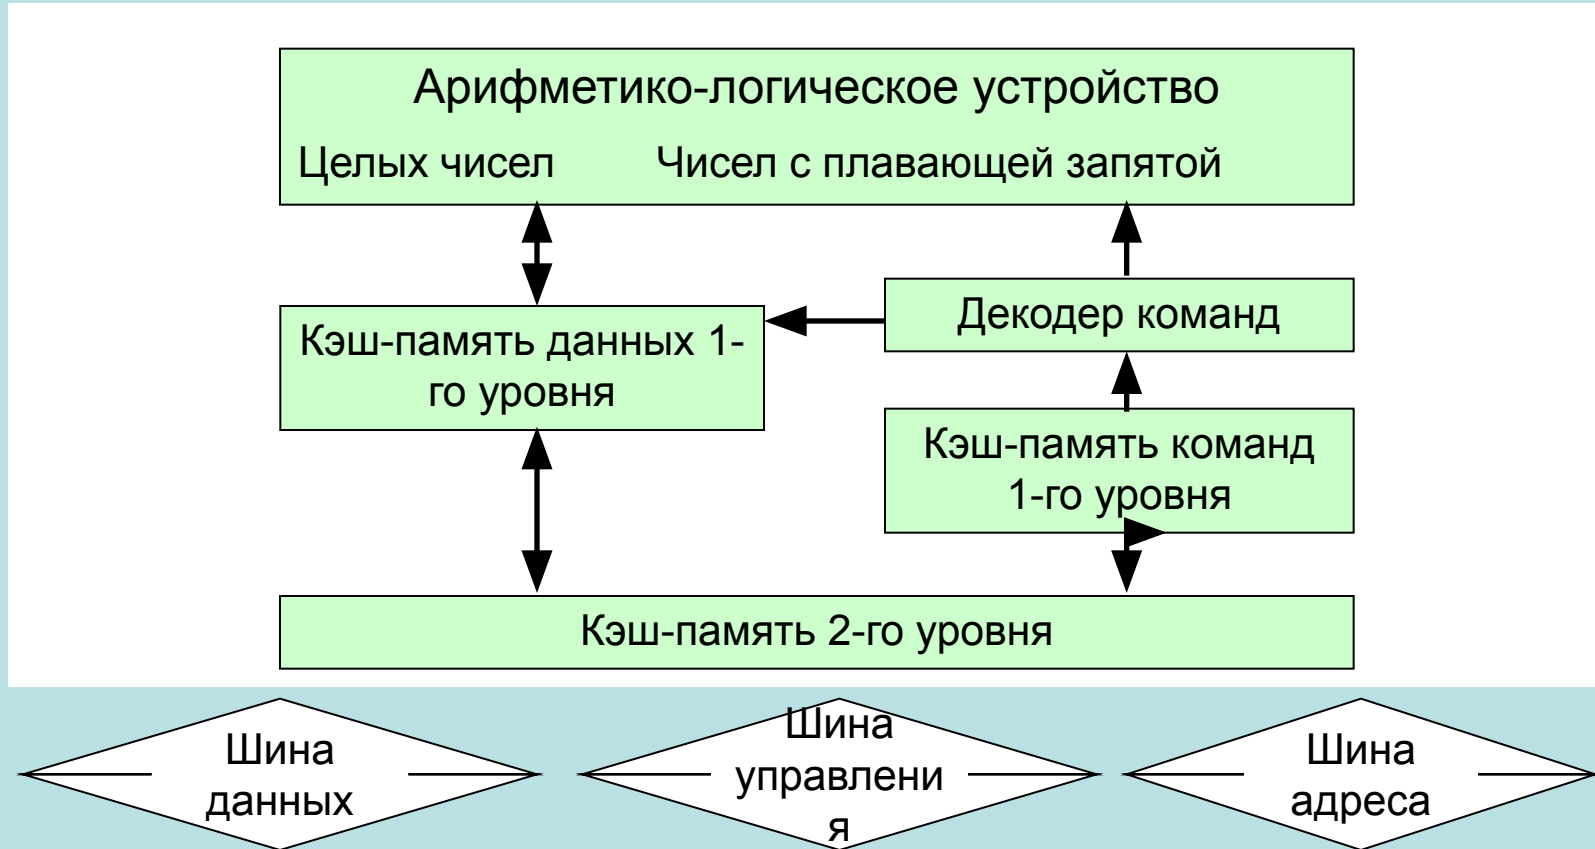 Арифметико-логическое устройство
Целых чисел Чисел с плавающей запятой
Декодер команд
Кэш-память данных 1-
го уровня
Кэш-память команд
1-го уровня
Кэш-память 2-го уровня
Шина
данных
Шина
управлени
я
Шина
адреса